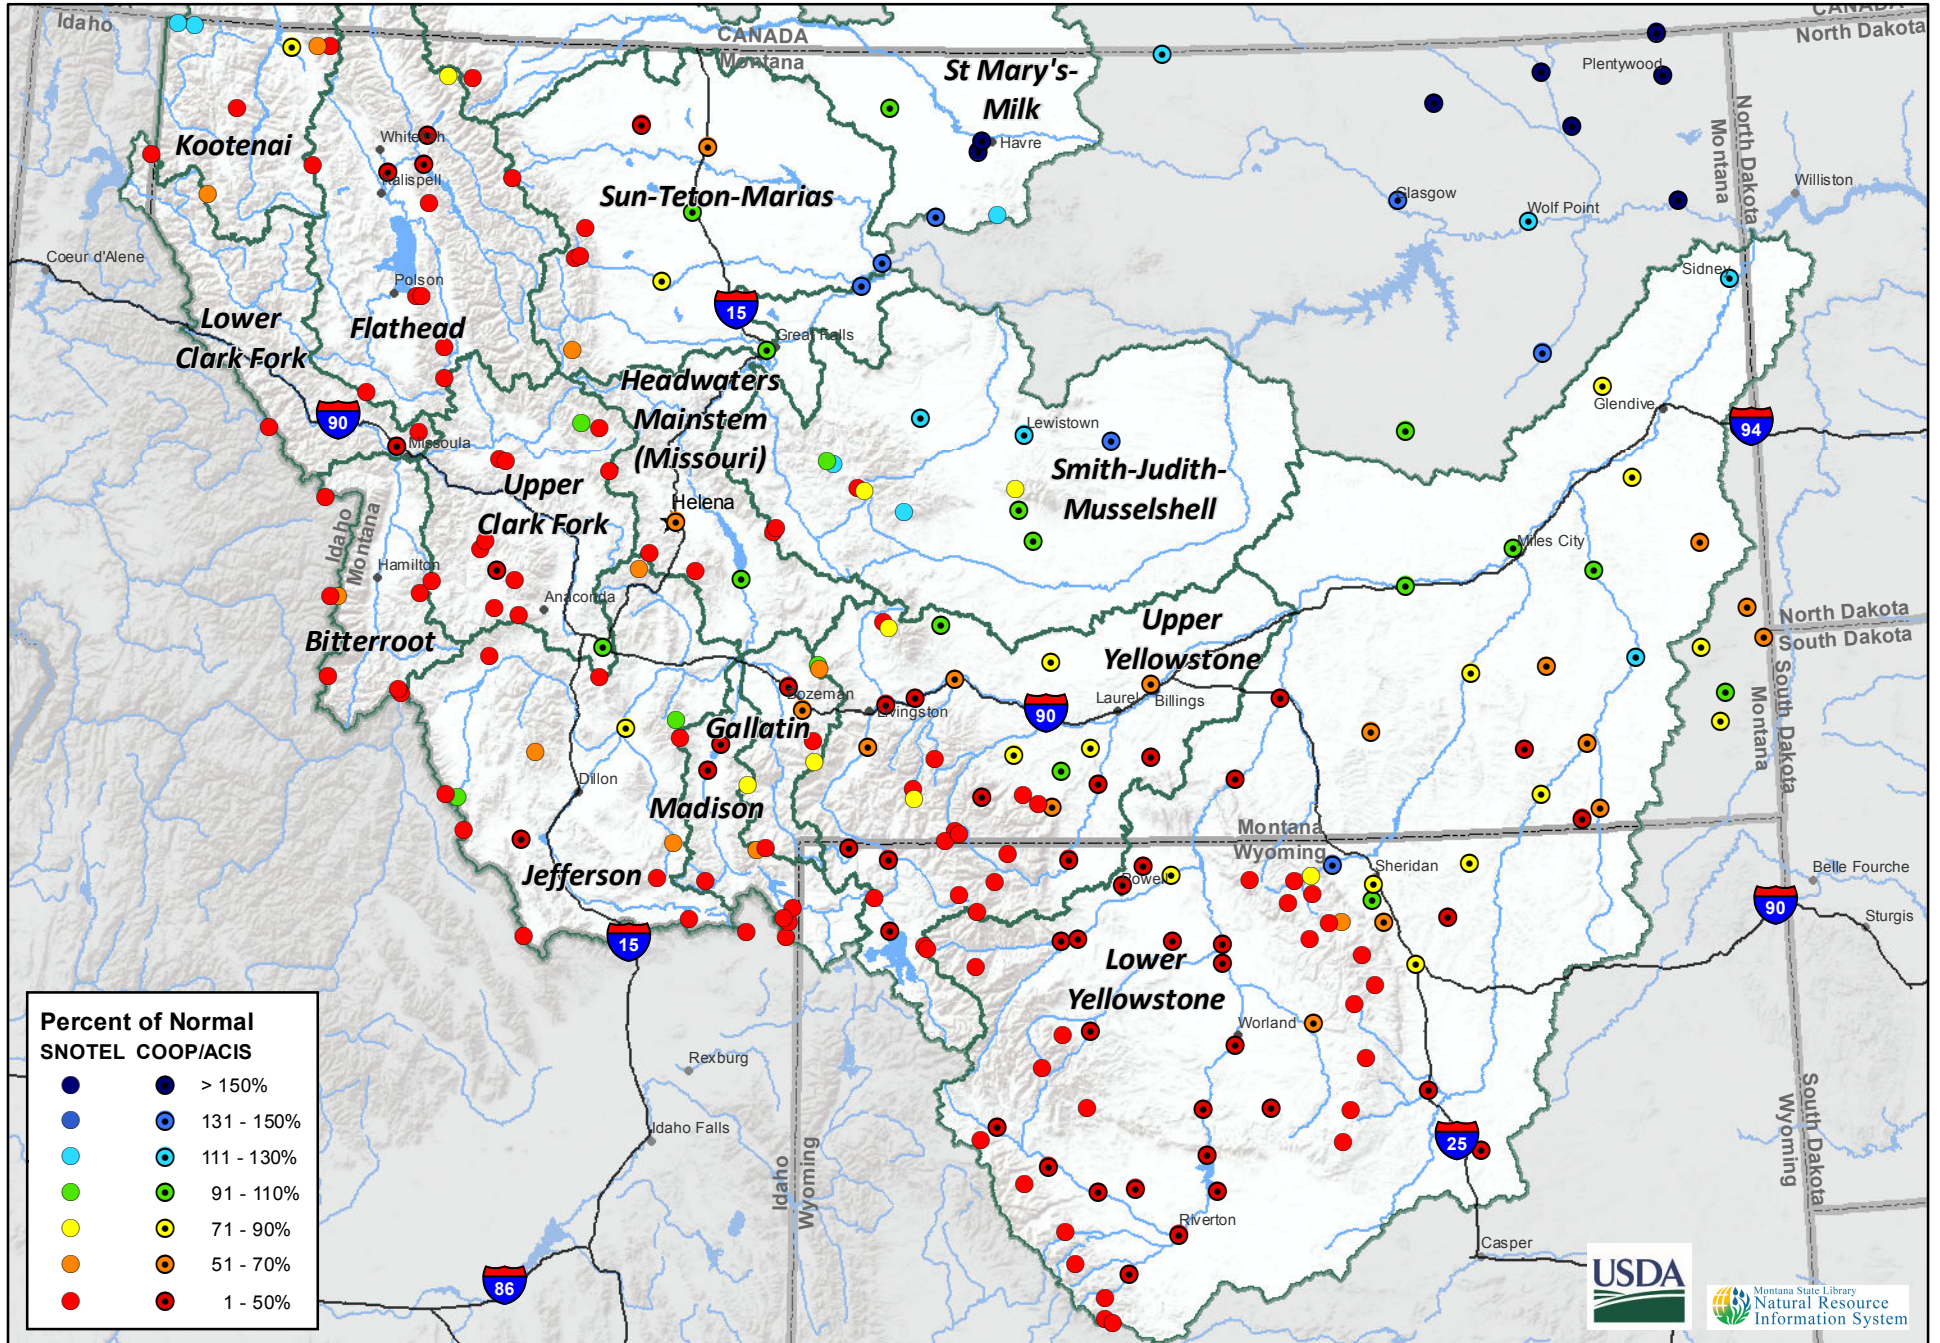 Idaho
CANADA
Montana
CANADA
North Dakota
St Mary's-
Milk
Plentywood
Kootenai
Whitefish
Havre
North Dakota
Montana
Kalispell
Sun-Teton-Marias
Glasgow
Wolf Point
Williston
Coeur d'Alene
Polson
Sidney
Lower
Clark Fork
Flathead
15
Great Falls
Headwaters
Mainstem
(Missouri)
Glendive
90
Missoula
Lewistown
94
Smith-Judith-
Musselshell
Upper
Clark Fork
Helena
Idaho
Montana
Hamilton
Miles City
Anaconda
Bitterroot
Upper
Yellowstone
North Dakota
South Dakota
South Dakota
Montana
Bozeman
Livingston
90
Laurel
Billings
Gallatin
Dillon
Madison
Montana
Wyoming
Jefferson
Powell
Sheridan
Belle Fourche
90
Sturgis
15
Lower
Yellowstone
Worland
Rexburg
Idaho Falls
Idaho
Wyoming
25
South Dakota
Wyoming
Riverton
Casper
86
Percent of Normal
SNOTEL COOP/ACIS
> 150%
131 - 150%
111 - 130%
91 - 110%
71 - 90%
51 - 70%
1 - 50%
USDA
Montana State Library
Natural Resource
Information System